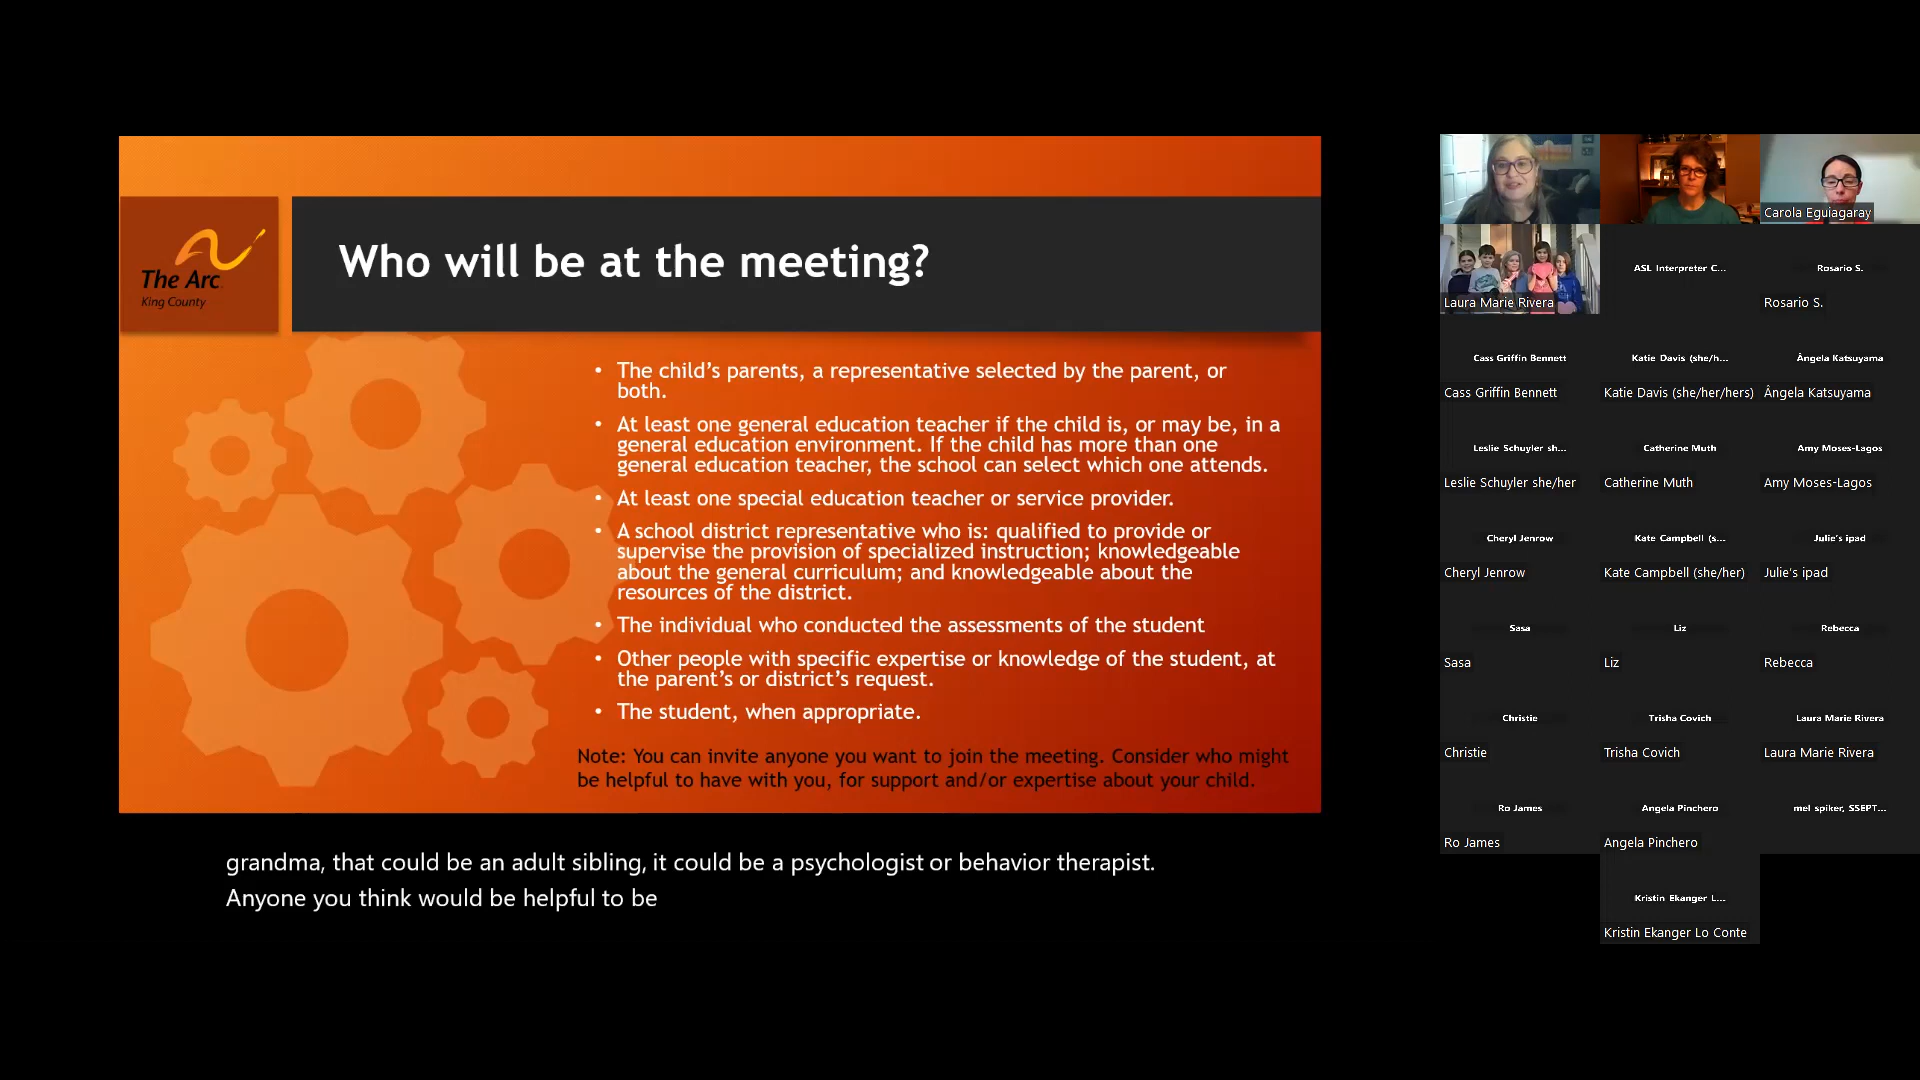 The Arc
King County
Who will be at the meeting?
• The child’s parents, a representative selected by the parent, or
both.
• At least one general education teacher if the child is, or may be, in a
general education environment. If the child has more than one
general education teacher, the school can select which one attends.
• At least one special education teacher or service provider.
• A school district representative who is: qualified to provide or
supervise the provision of specialized instruction; knowledgeable
about the general curriculum; and knowledgeable about the
resources of the district.
• The individual who conducted the assessments of the student
• Other people with specific expertise or knowledge of the student, at
the parent’s or district’s request.
• The student, when appropriate.
Note: You can invite anyone you want to join the meeting. Consider who might
be helpful to have with you, for support and/or expertise about your child.
grandma, that could be an adult sibling, it could be a psychologist or behavior therapist.
Anyone you think would be helpful to be
Carola Eguiagaray
Laura Marie Rivera
ASL Interpreter C...
Rosario S.
Rosario S.
Cass Griffin Bennett
Cass Griffin Bennett
Katie Davis (she/h...
Katie Davis (she/her/hers)
Ângela Katsuyama
Ângela Katsuyama
Leslie Schuyler sh...
Leslie Schuyler she/her
Catherine Muth
Catherine Muth
Amy Moses-Lagos
Amy Moses-Lagos
Cheryl Jenrow
Cheryl Jenrow
Kate Campbell (s...
Kate Campbell (she/her)
Julie's ipad
Julie's ipad
Sasa
Sasa
Liz
Liz
Rebecca
Rebecca
Christie
Christie
Trisha Covich
Trisha Covich
Laura Marie Rivera
Laura Marie Rivera
Ro James
Ro James
Angela Pinchero
Angela Pinchero
mel spiker, SSEPT...
Kristin Ekanger L...
Kristin Ekanger Lo Conte